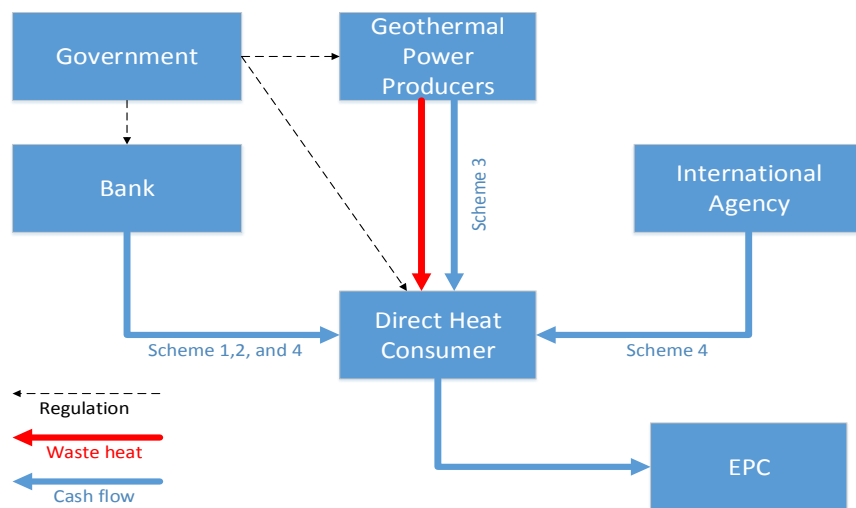 Government
Geothermal
Power
Producers
Bank
International
Agency
Scheme 3
Direct Heat
Consumer
Scheme 1,2, and 4
Scheme 4
Regulation
Waste heat
Cash flow
EPC